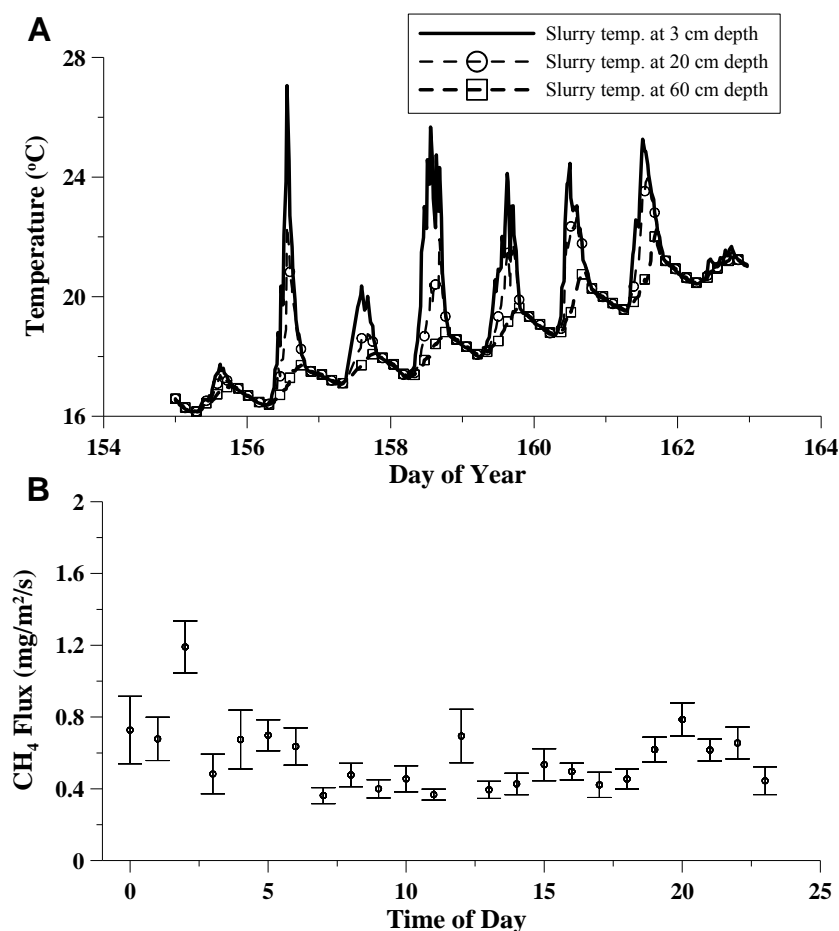 A
Slurry temp. at 3 cm depth
Slurry temp. at 20 cm depth
Slurry temp. at 60 cm depth
28
24
20
16
Temperature (°C)
154 156 158 160 162 164
Day of Year
B
2
1.6
1.2
0.8
0.4
0
CH₄ Flux (mg/m²/s)
0 5 10 15 20 25
Time of Day